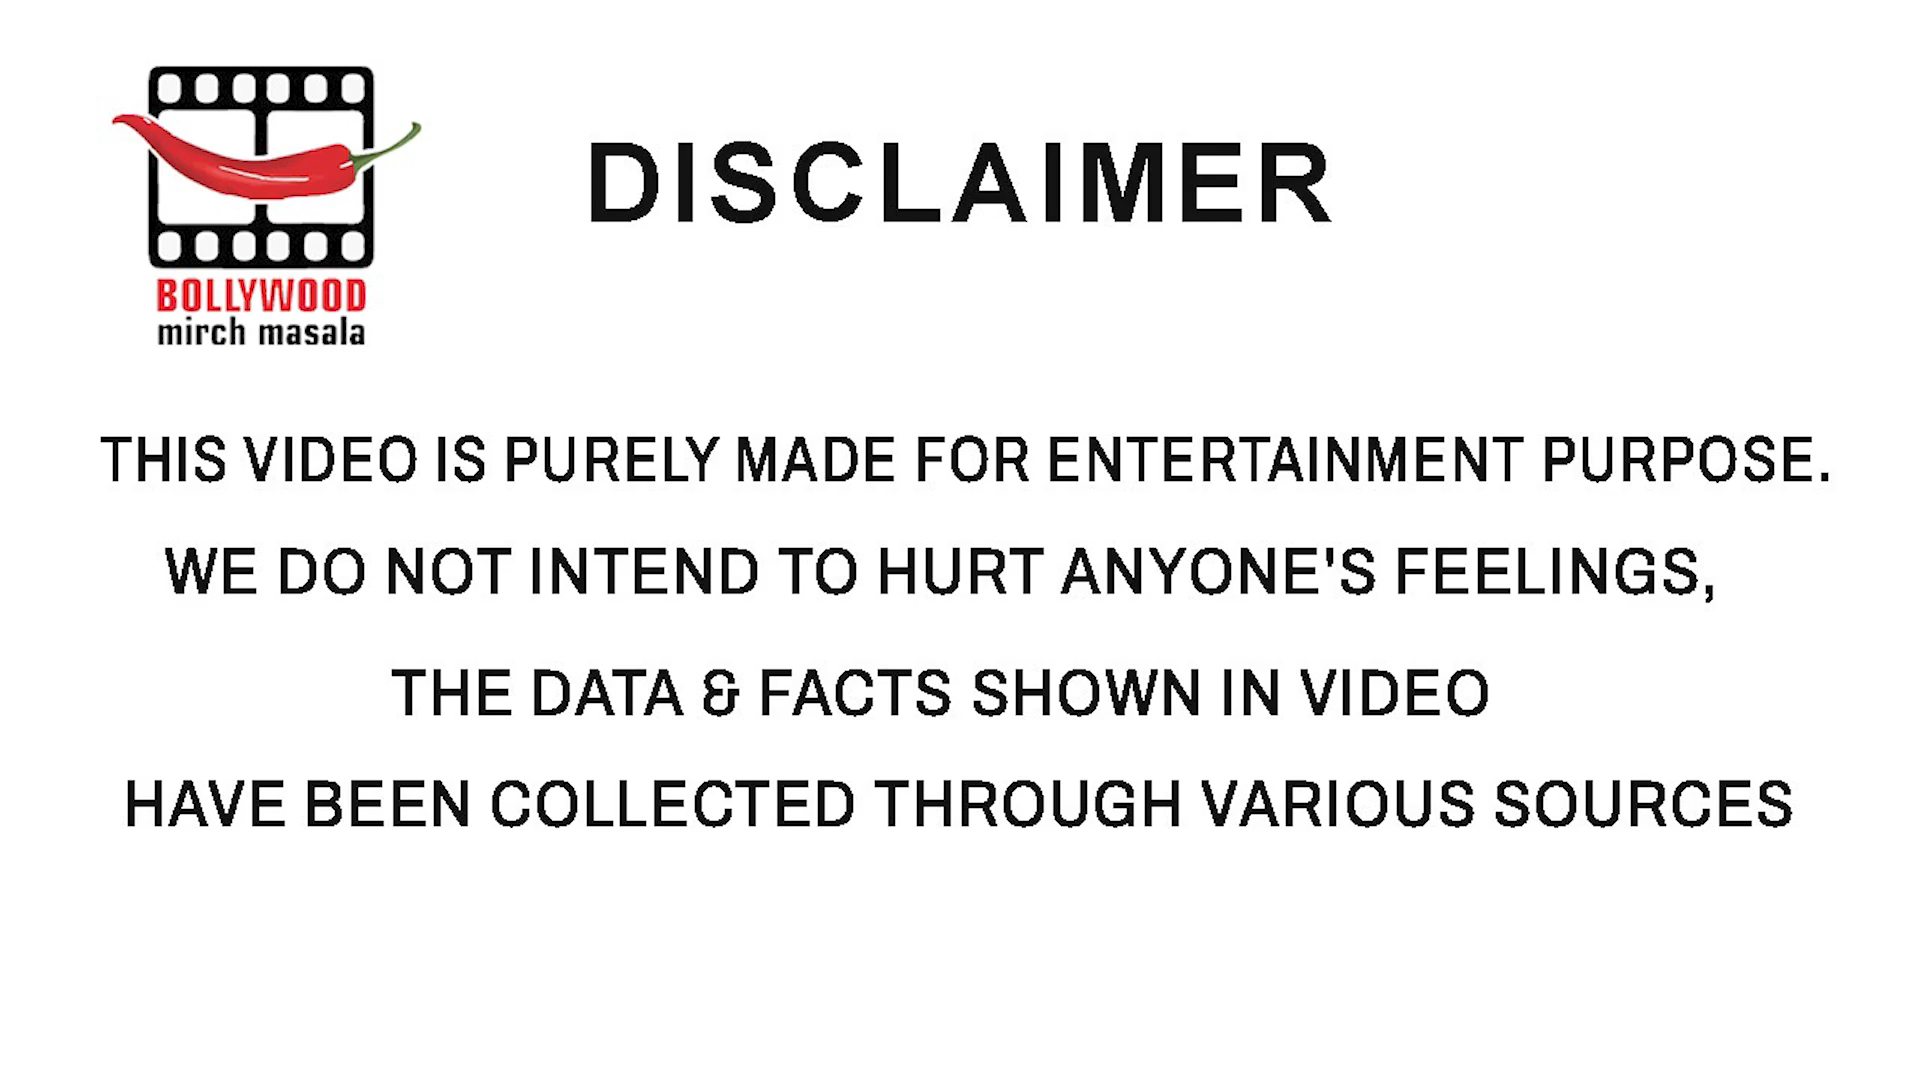 BOLLYWOOD
mirch masala
DISCLAIMER
THIS VIDEO IS PURELY MADE FOR ENTERTAINMENT PURPOSE.
WE DO NOT INTEND TO HURT ANYONE'S FEELINGS,
THE DATA & FACTS SHOWN IN VIDEO
HAVE BEEN COLLECTED THROUGH VARIOUS SOURCES